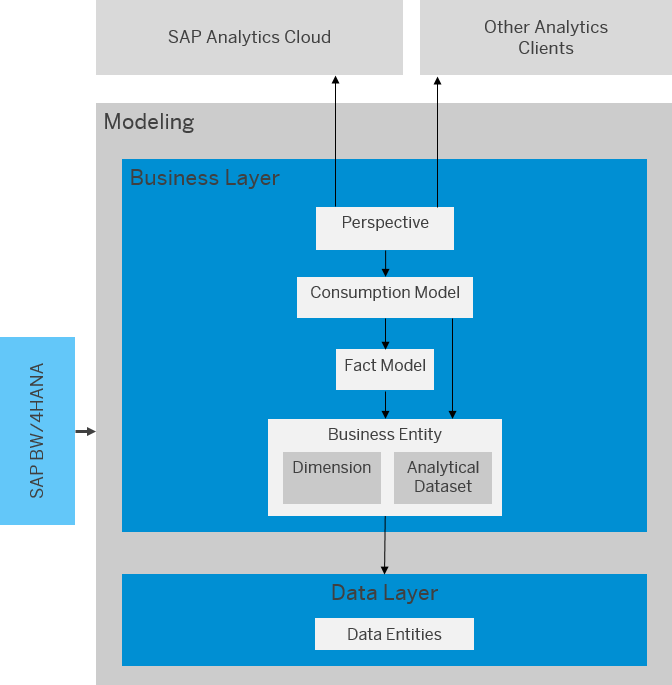 SAP Analytics Cloud
Other Analytics
Clients
Modeling
Business Layer
Perspective
Consumption Model
Fact Model
SAP BW/4HANA
Business Entity
Dimension
Analytical
Dataset
Data Layer
Data Entities